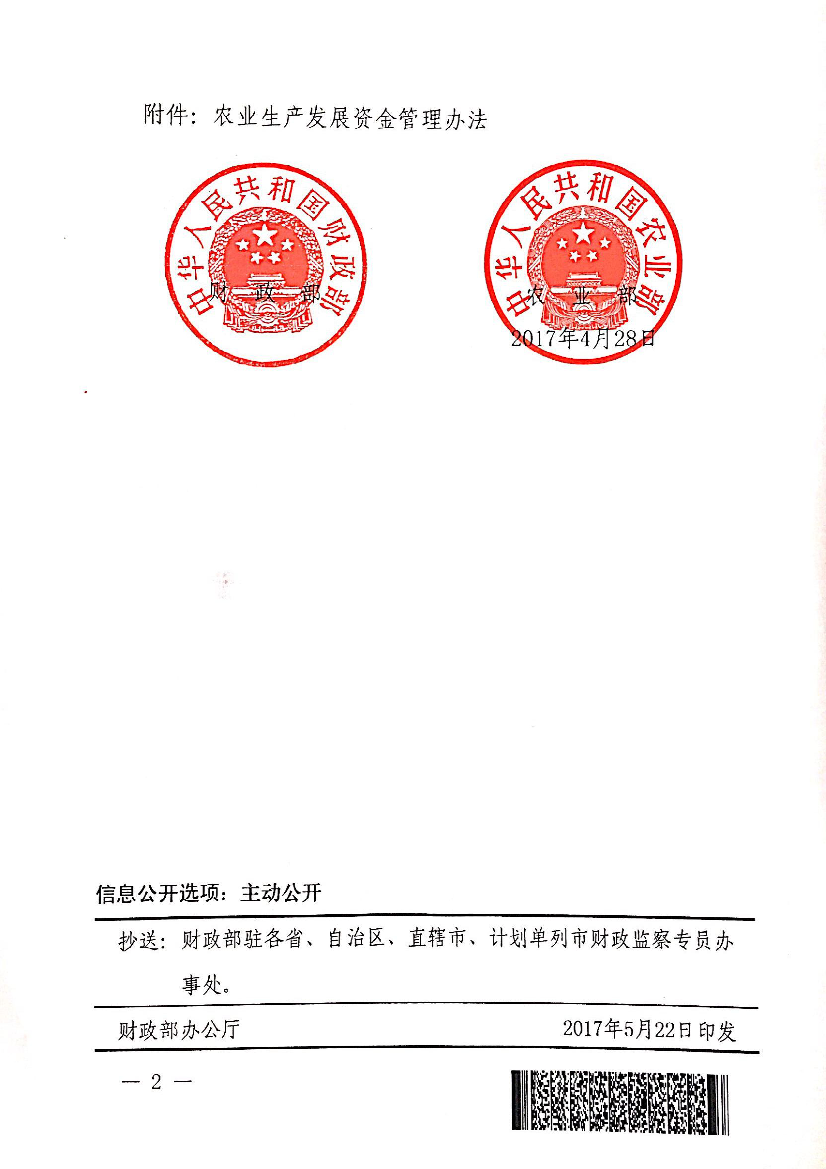 附件：农业生产发展资金管理办法
中华人民共和国财政部
中华人民共和国农业部
财政部
农业部
2017年4月28日
信息公开选项：主动公开
抄送：财政部驻各省、自治区、直辖市、计划单列市财政监察专员办
事处。
财政部办公厅 2017年5月22日印发
— 2 —